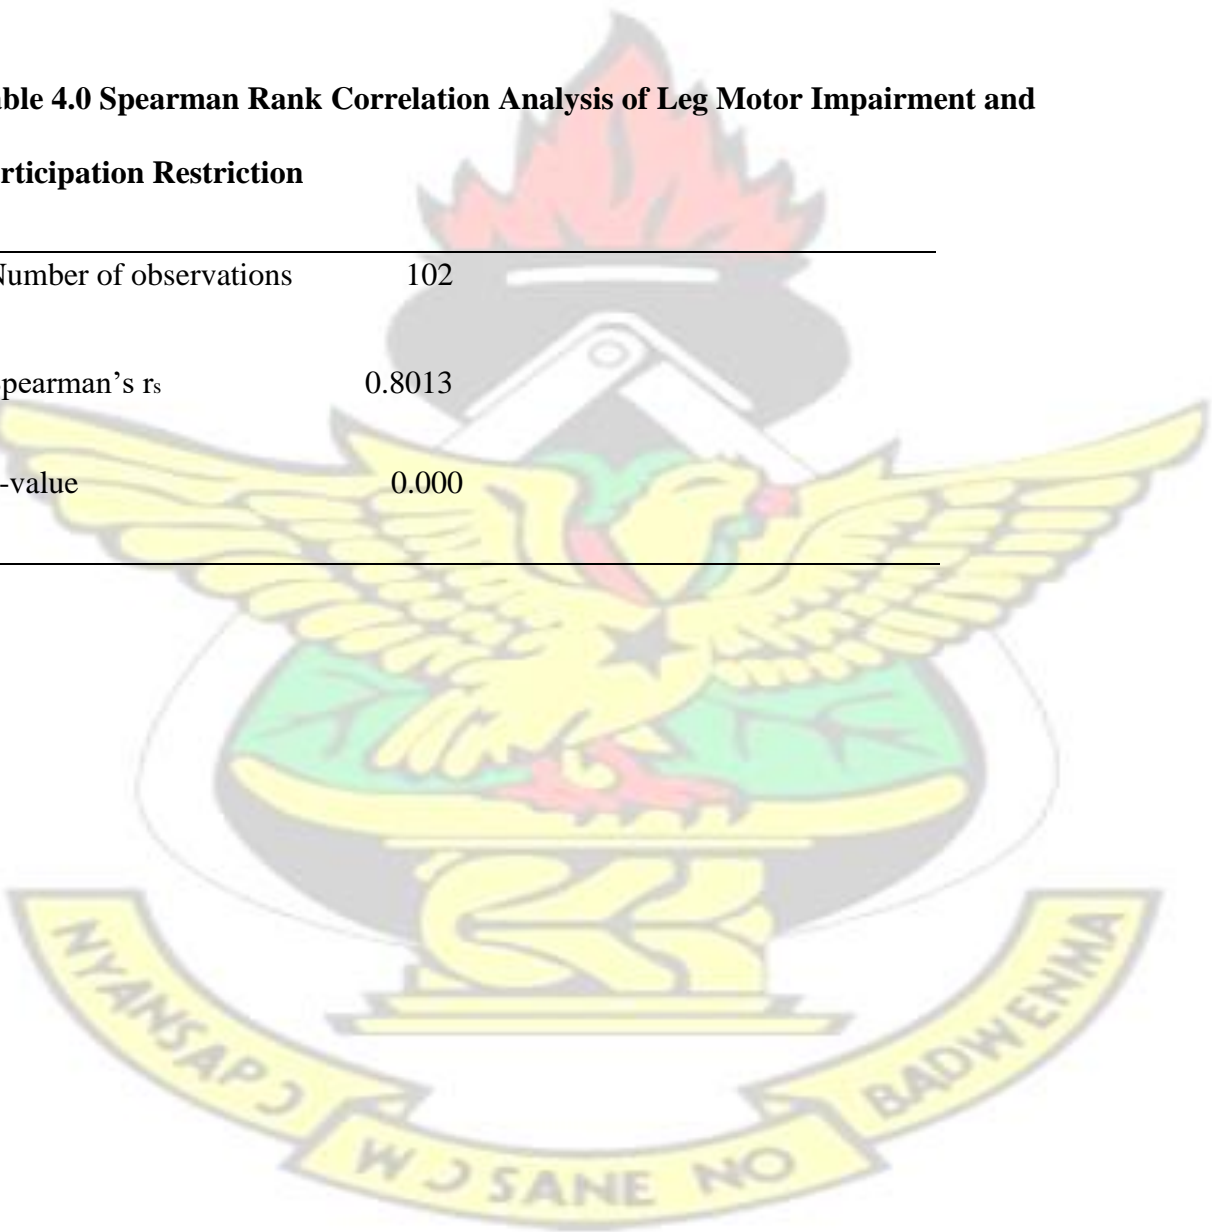 able 4.0 Spearman Rank Correlation Analysis of Leg Motor Impairment and
rticipation Restriction
Number of observations 102
pearman's rs 0.8013
-value 0.000
NYANSAPƆ
WƆSANE NO
BADWENMA